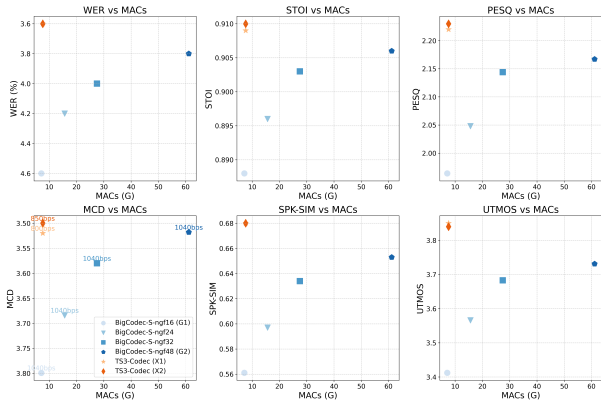 WER vs MACs
STOI vs MACs
PESQ vs MACs
WER (%)
3.6
3.8
4.0
4.2
4.4
4.6
10 20 30 40 50 60
MACs (G)
STOI
0.910
0.905
0.900
0.895
0.890
10 20 30 40 50 60
MACs (G)
PESQ
2.20
2.15
2.10
2.05
2.00
1.95
10 20 30 40 50 60
MACs (G)
MCD vs MACs
SPK-SIM vs MACs
UTMOS vs MACs
MCD
3.50
3.55
3.60
3.65
3.70
3.75
3.80
850bps
1040bps
1040bps
1040bps
BigCodec-S-ngf16 (G1)
BigCodec-S-ngf24
BigCodec-S-ngf32
BigCodec-S-ngf48 (G2)
TS3-Codec (X1)
TS3-Codec (X2)
10 20 30 40 50 60
MACs (G)
SPK-SIM
0.68
0.66
0.64
0.62
0.60
0.58
0.56
10 20 30 40 50 60
MACs (G)
UTMOS
3.8
3.7
3.6
3.5
3.4
10 20 30 40 50 60
MACs (G)